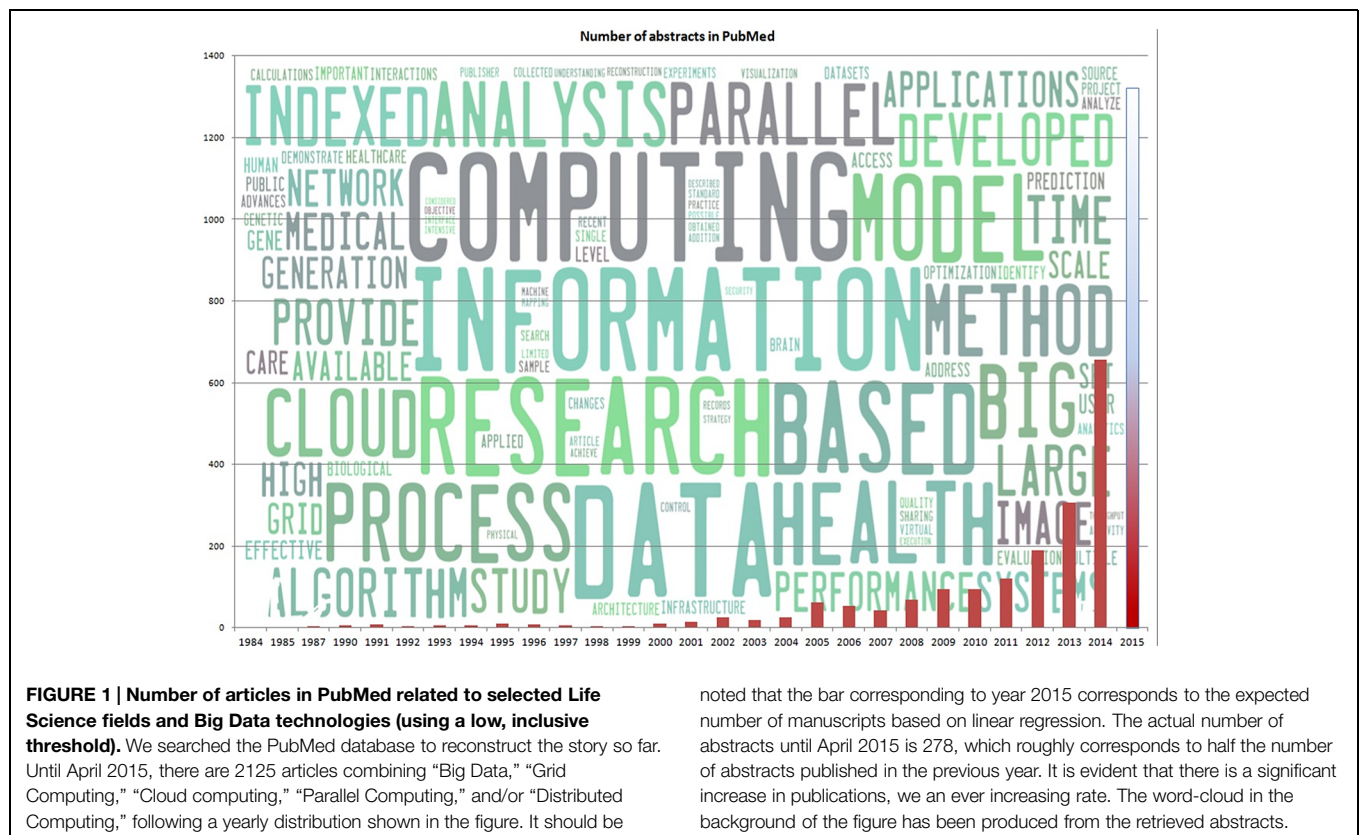 Number of abstracts in PubMed
1400
1200
1000
800
600
400
200
0
CALCULATIONS IMPORTANT INTERACTIONS PUBLISHER COLLECTED UNDERSTANDING RECONSTRUCTION EXPERIMENTS VISUALIZATION DATASETS
INDEXED ANALYSIS PARALLEL APPLICATIONS
SOURCE
PROJECT
ANALYZE
DEVELOPED
HUMAN DEMONSTRATE HEALTHCARE
PUBLIC
ADVANCES
NETWORK
COMPUTING
ACCESS
MODEL
PREDICTION
TIME
GENETIC
GENE
MEDICAL
CONSIDERED
OBJECTIVE
INTERFACE
INTENSIVE
RECENT
SINGLE
LEVEL
DESCRIBED
STANDARD
PRACTICE
POSSIBLE
OBTAINED
ADDITION
GENERATION
OPTIMIZATION IDENTIFY SCALE
INFORMATION
MACHINE
MAPPING
SEARCH
LIMITED
SAMPLE
SECURITY
BRAIN
METHOD
PROVIDE
CARE AVAILABLE
ADDRESS
BIG
SET
USER
ANALYTICS
CLOUD
RESEARCH
CHANGES
APPLIED
ARTICLE
ACHIEVE
RECORDS
STRATEGY
BASED
HIGH BIOLOGICAL
LARGE
GRID
PROCESS
PHYSICAL
DATA
CONTROL
HEALTH
QUALITY
SHARING
VIRTUAL
EXECUTION
IMAGE
EFFECTIVE
EVALUATION MULTIPLE
ALGORITHM STUDY
PERFORMANCE SYSTEMS
ARCHITECTURE INFRASTRUCTURE
1984 1985 1987 1990 1991 1992 1993 1994 1995 1996 1997 1998 1999 2000 2001 2002 2003 2004 2005 2006 2007 2008 2009 2010 2011 2012 2013 2014 2015
FIGURE 1 | Number of articles in PubMed related to selected Life
Science fields and Big Data technologies (using a low, inclusive
threshold). We searched the PubMed database to reconstruct the story so far.
Until April 2015, there are 2125 articles combining “Big Data,” “Grid
Computing,” “Cloud computing,” “Parallel Computing,” and/or “Distributed
Computing,” following a yearly distribution shown in the figure. It should be
noted that the bar corresponding to year 2015 corresponds to the expected
number of manuscripts based on linear regression. The actual number of
abstracts until April 2015 is 278, which roughly corresponds to half the number
of abstracts published in the previous year. It is evident that there is a significant
increase in publications, we an ever increasing rate. The word-cloud in the
background of the figure has been produced from the retrieved abstracts.